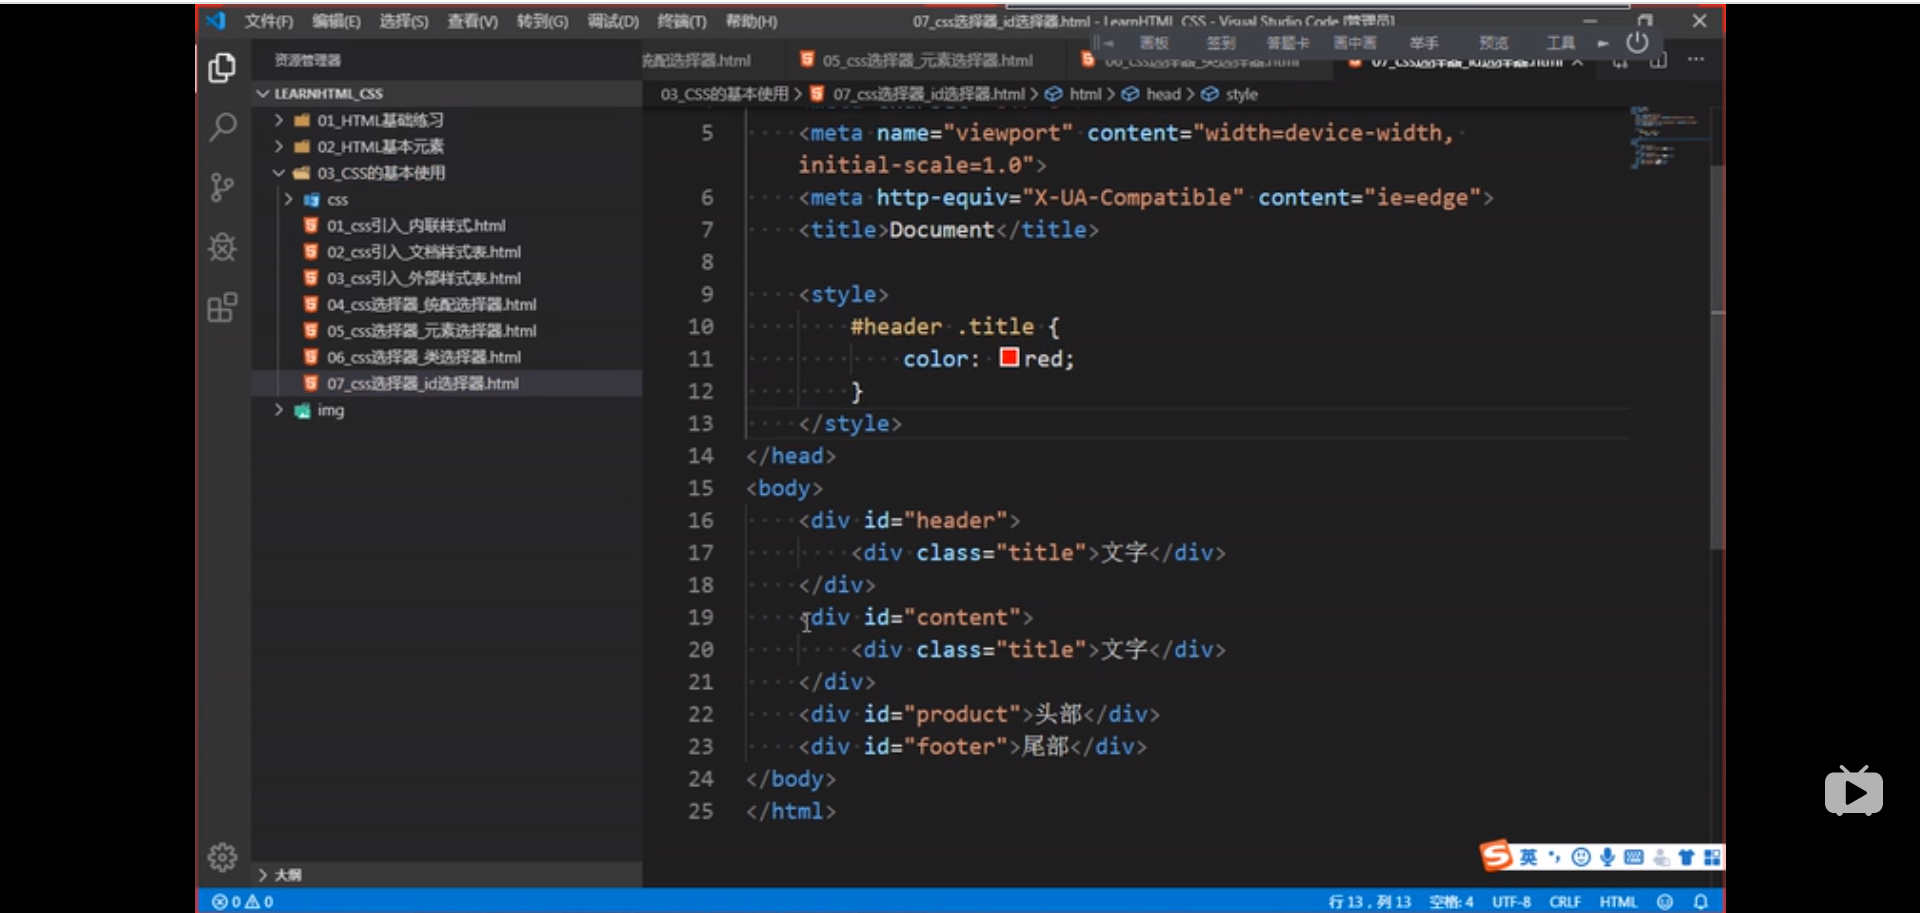 文件(F) 编辑(E) 选择(S) 查看(V) 转到(G) 调试(D) 终端(T) 帮助(H) 07_css选择器_id选择器.html - LearnHTML_CSS - Visual Studio Code [管理员]
画板 签到 答题卡 画中画 举手 预览 工具
资源管理器
统配选择器.html 05_css选择器_元素选择器.html 06_css选择器_类选择器.html 07_css选择器_id选择器.html
LEARNHTML_CSS
03_CSS的基本使用 > 07_css选择器_id选择器.html > html > head > style
01_HTML基础练习
02_HTML基本元素
03_CSS的基本使用
css
01_css引入_内联样式.html
02_css引入_文档样式表.html
03_css引入_外部样式表.html
04_css选择器_统配选择器.html
05_css选择器_元素选择器.html
06_css选择器_类选择器.html
07_css选择器_id选择器.html
img
大纲
5 <meta name="viewport" content="width=device-width,
initial-scale=1.0">
6 <meta http-equiv="X-UA-Compatible" content="ie=edge">
7 <title>Document</title>
8
9 <style>
10 #header .title {
11 color: red;
12 }
13 </style>
14 </head>
15 <body>
16 <div id="header">
17 <div class="title">文字</div>
18 </div>
19 <div id="content">
20 <div class="title">文字</div>
21 </div>
22 <div id="product">头部</div>
23 <div id="footer">尾部</div>
24 </body>
25 </html>
英
0 0 行 13，列 13 空格: 4 UTF-8 CRLF HTML